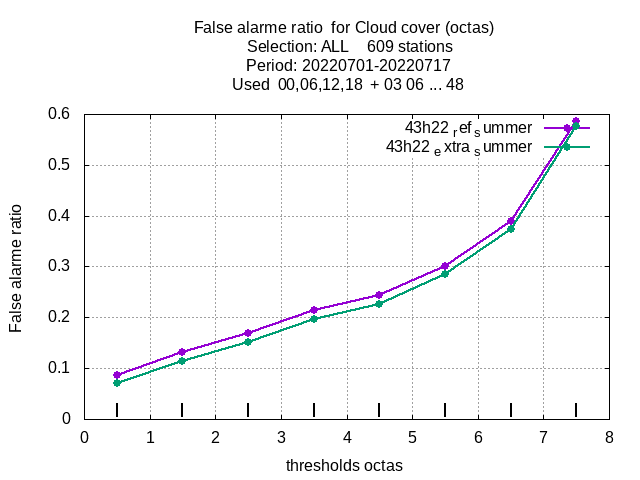 False alarme ratio  for Cloud cover (octas)
Selection: ALL    609 stations
Period: 20220701-20220717
Used  00,06,12,18  + 03 06 ... 48
43h22 ref summer
43h22 extra summer
0.6
0.5
0.4
0.3
0.2
0.1
0
False alarme ratio
0 1 2 3 4 5 6 7 8
thresholds octas